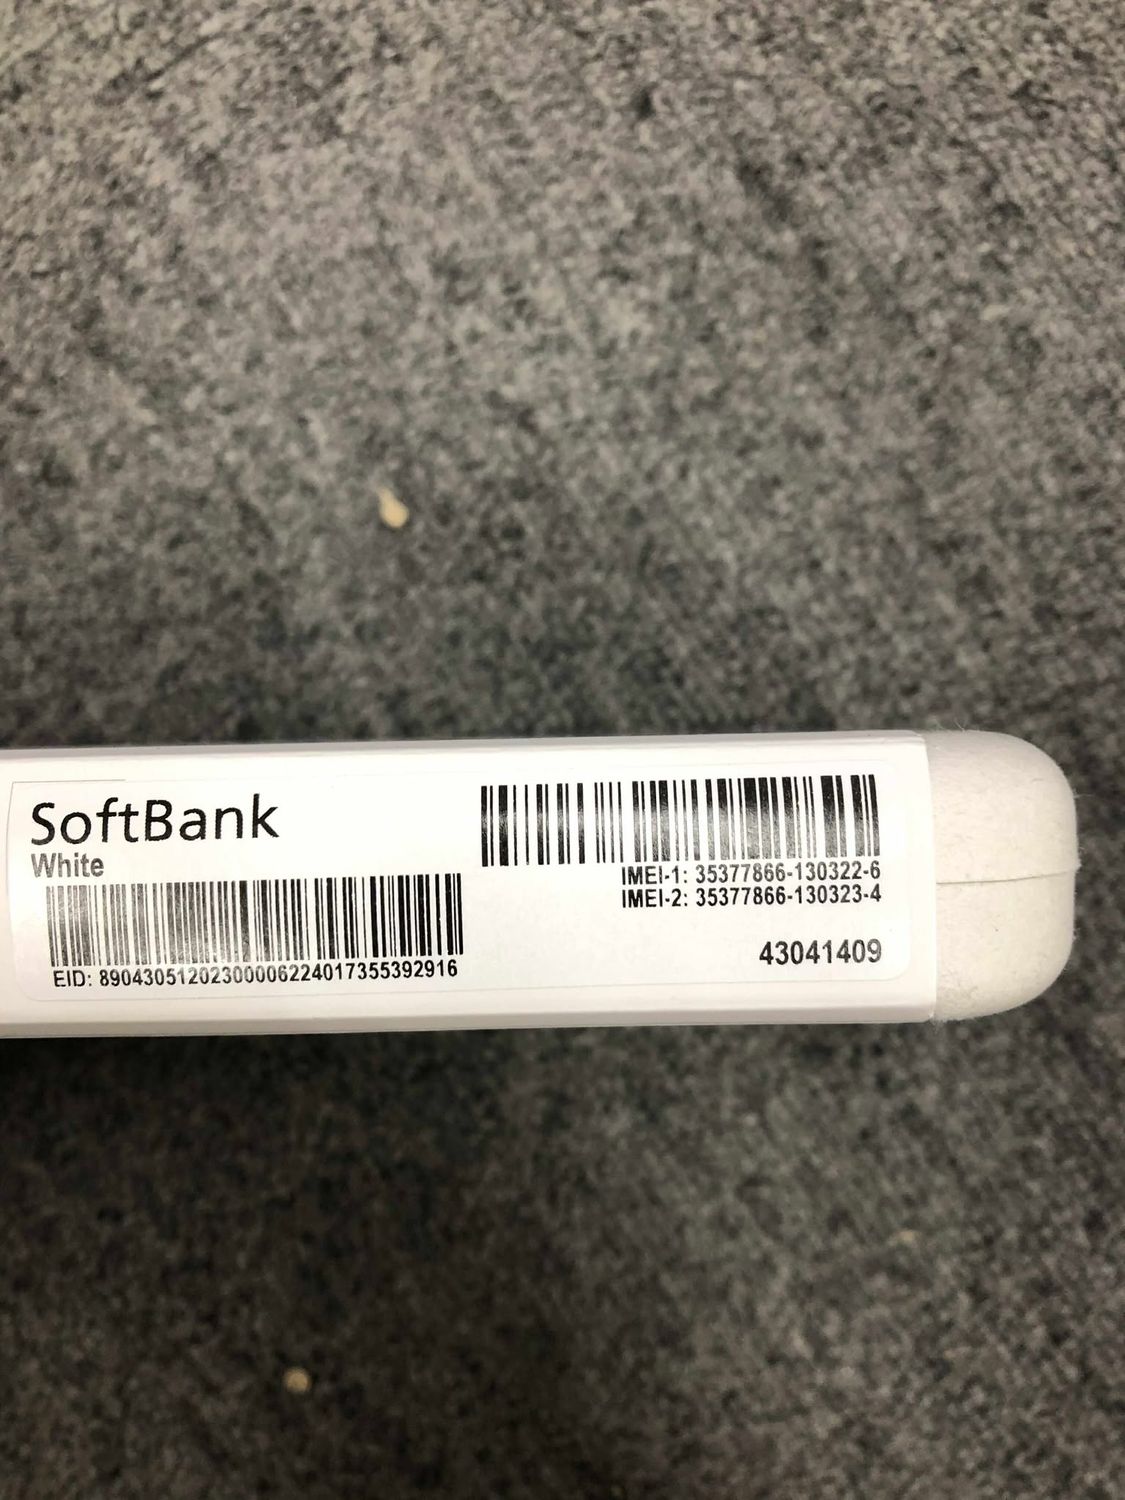 SoftBank
White
EID: 89043051202300006224017355392916
IMEI-1: 35377866-130322-6
IMEI-2: 35377866-130323-4
43041409